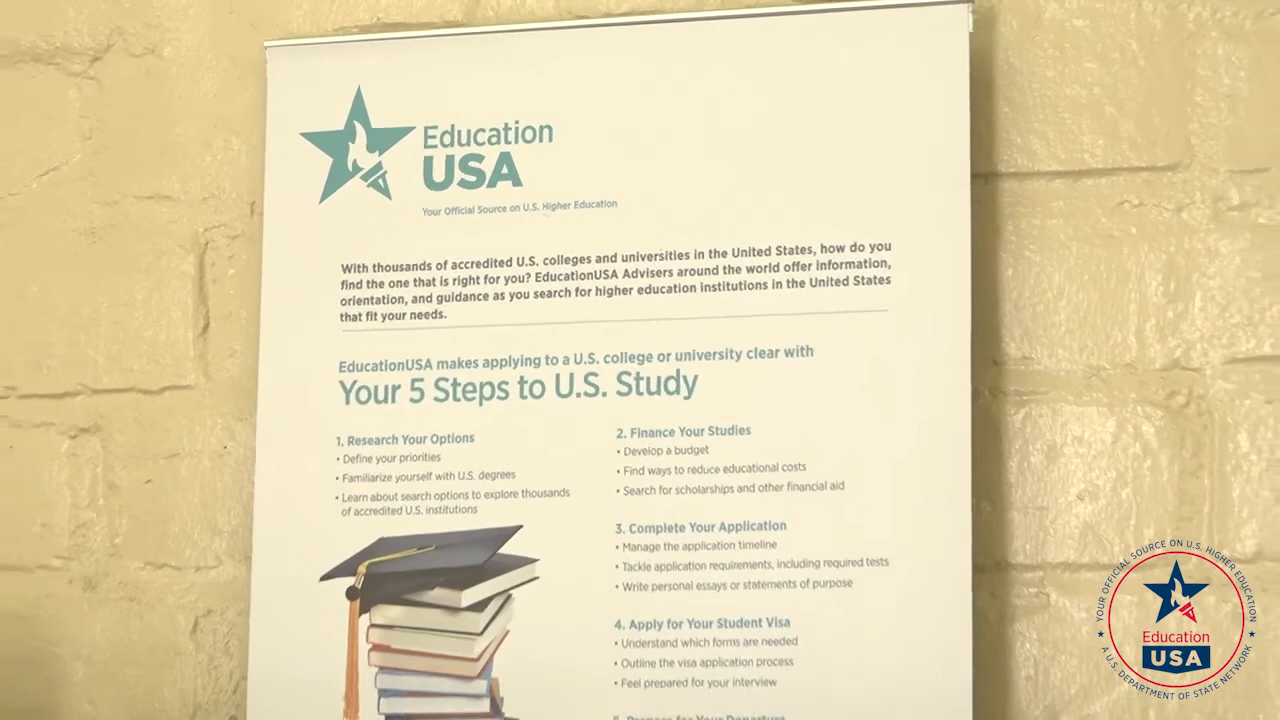 Education
USA
Your Official Source on U.S. Higher Education
With thousands of accredited U.S. colleges and universities in the United States, how do you
find the one that is right for you? EducationUSA Advisers around the world offer information,
orientation, and guidance as you search for higher education institutions in the United States
that fit your needs.
EducationUSA makes applying to a U.S. college or university clear with
Your 5 Steps to U.S. Study
1. Research Your Options
• Define your priorities
• Familiarize yourself with U.S. degrees
• Learn about search options to explore thousands
of accredited U.S. institutions
2. Finance Your Studies
• Develop a budget
• Find ways to reduce educational costs
• Search for scholarships and other financial aid
3. Complete Your Application
• Manage the application timeline
• Tackle application requirements, including required tests
• Write personal essays or statements of purpose
4. Apply for Your Student Visa
• Understand which forms are needed
• Outline the visa application process
• Feel prepared for your interview
5. Prepare for Your Departure
YOUR OFFICIAL SOURCE ON U.S. HIGHER EDUCATION
Education
USA
A U.S. DEPARTMENT OF STATE NETWORK